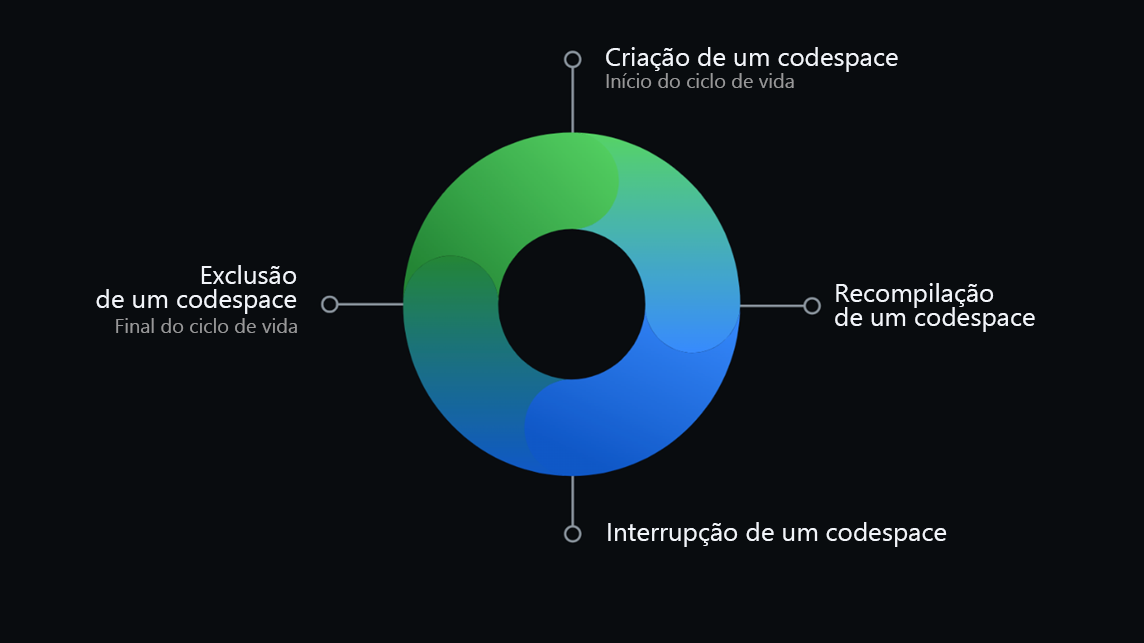 Criação de um codespace
Início do ciclo de vida
Exclusão
de um codespace
Final do ciclo de vida
Recompilação
de um codespace
Interrupção de um codespace